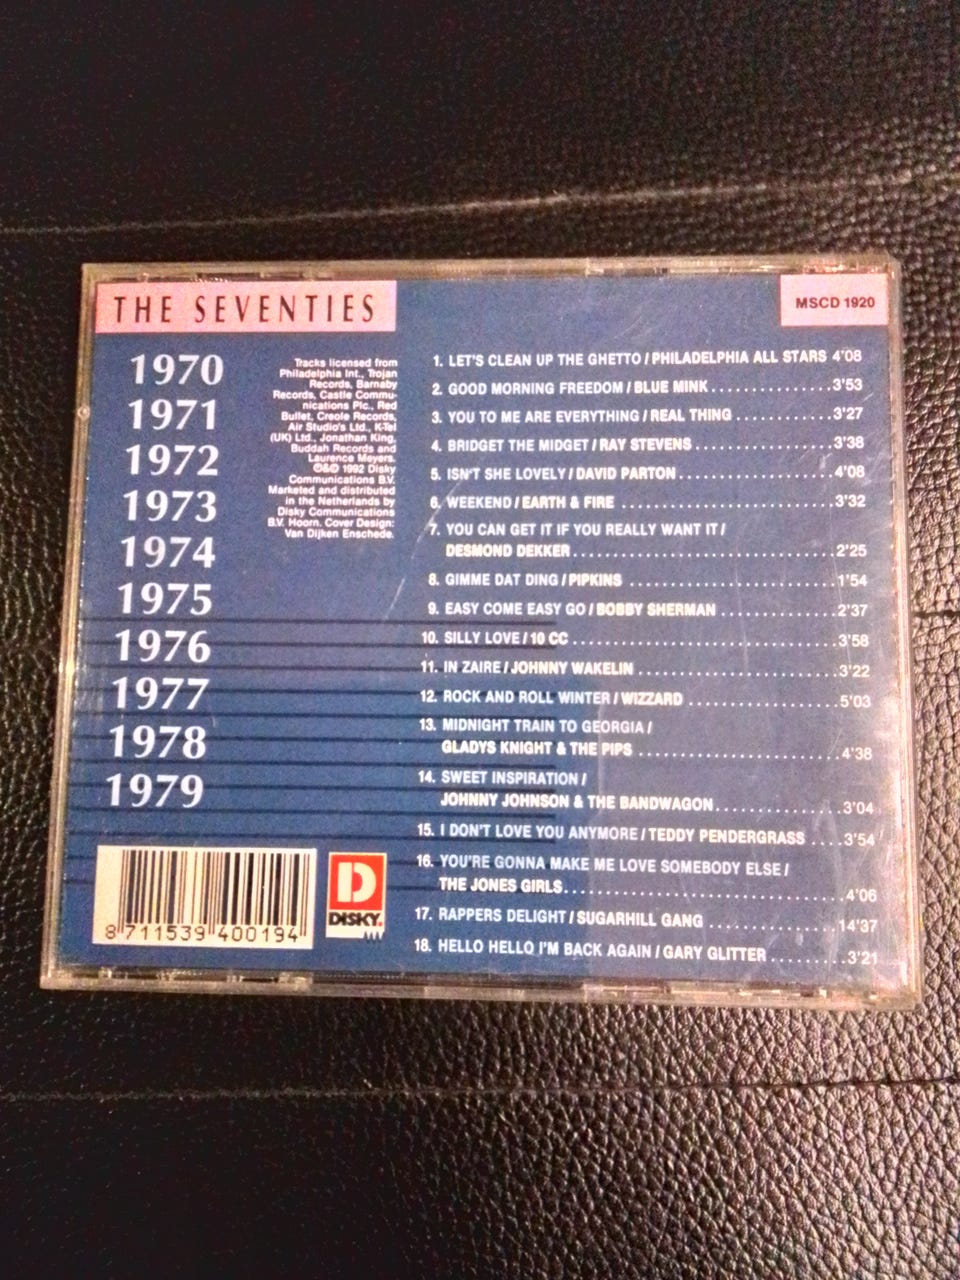 THE SEVENTIES
MSCD 1920
1970
1971
1972
1973
1974
1975
1976
1977
1978
1979
Tracks licensed from
Philadelphia Int., Trojan
Records, Barnaby
Records, Castle Commu-
nications Plc., Red
Bullet, Creole Records,
Air Studio's Ltd., K-Tel
(UK) Ltd., Jonathan King,
Buddah Records and
Laurence Meyers.
℗&© 1992 Disky
Communications B.V.
Marketed and distributed
in the Netherlands by
Disky Communications
B.V. Hoorn. Cover Design:
Van Dijken Enschede.
1. LET'S CLEAN UP THE GHETTO / PHILADELPHIA ALL STARS 4'08
2. GOOD MORNING FREEDOM / BLUE MINK ............... 3'53
3. YOU TO ME ARE EVERYTHING / REAL THING ............ 3'27
4. BRIDGET THE MIDGET / RAY STEVENS ................. 3'38
5. ISN'T SHE LOVELY / DAVID PARTON ................... 4'08
6. WEEKEND / EARTH & FIRE .......................... 3'32
7. YOU CAN GET IT IF YOU REALLY WANT IT /
DESMOND DEKKER ................................ 2'25
8. GIMME DAT DING / PIPKINS ......................... 1'54
9. EASY COME EASY GO / BOBBY SHERMAN .............. 2'37
10. SILLY LOVE / 10 CC ................................ 3'58
11. IN ZAIRE / JOHNNY WAKELIN ........................ 3'22
12. ROCK AND ROLL WINTER / WIZZARD .................. 5'03
13. MIDNIGHT TRAIN TO GEORGIA /
GLADYS KNIGHT & THE PIPS ........................ 4'38
14. SWEET INSPIRATION /
JOHNNY JOHNSON & THE BANDWAGON ............... 3'04
15. I DON'T LOVE YOU ANYMORE / TEDDY PENDERGRASS .... 3'54
16. YOU'RE GONNA MAKE ME LOVE SOMEBODY ELSE /
THE JONES GIRLS ................................. 4'06
17. RAPPERS DELIGHT / SUGARHILL GANG ................ 14'37
18. HELLO HELLO I'M BACK AGAIN / GARY GLITTER ......... 3'21
8 711539 400194
D
DISKY.